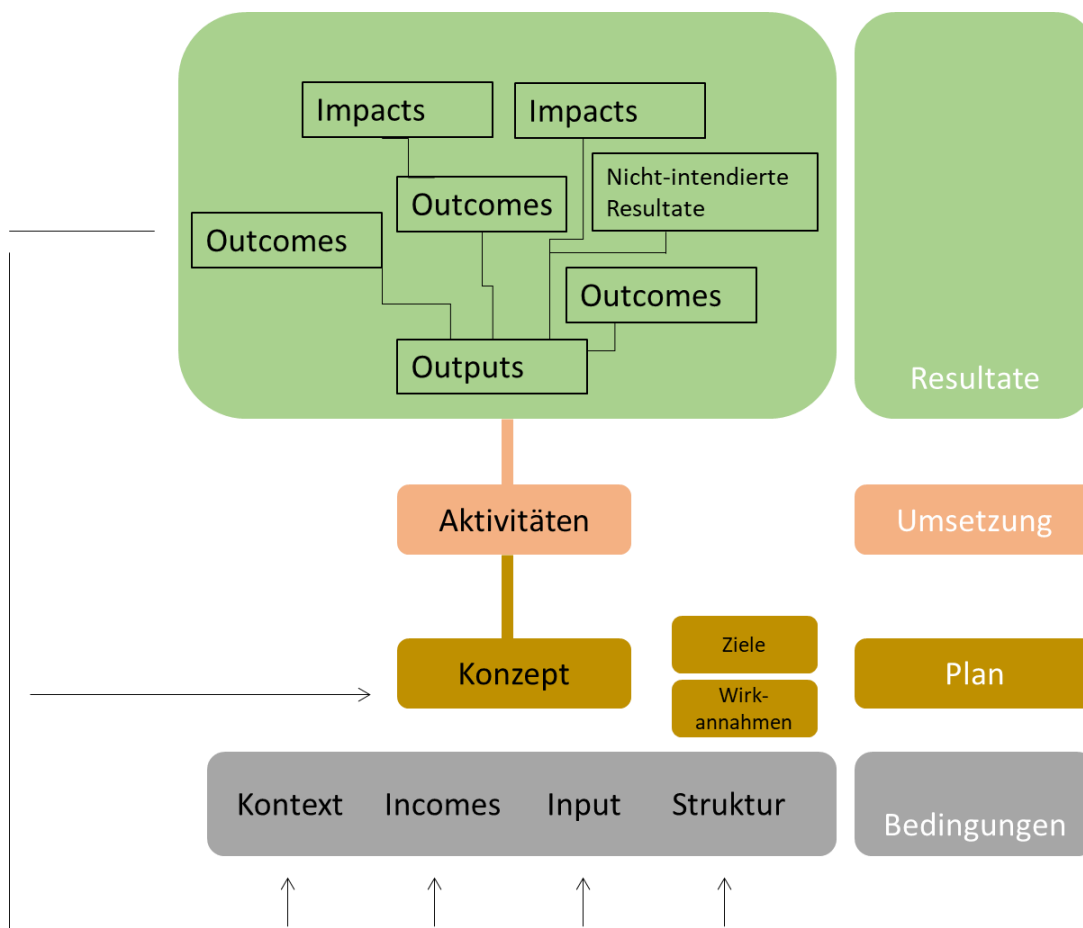 Impacts
Impacts
Nicht-intendierte
Resultate
Outcomes
Outcomes
Outcomes
Outputs
Resultate
Aktivitäten
Umsetzung
Ziele
Konzept
Wirk-
annahmen
Plan
Kontext Incomes Input Struktur
Bedingungen